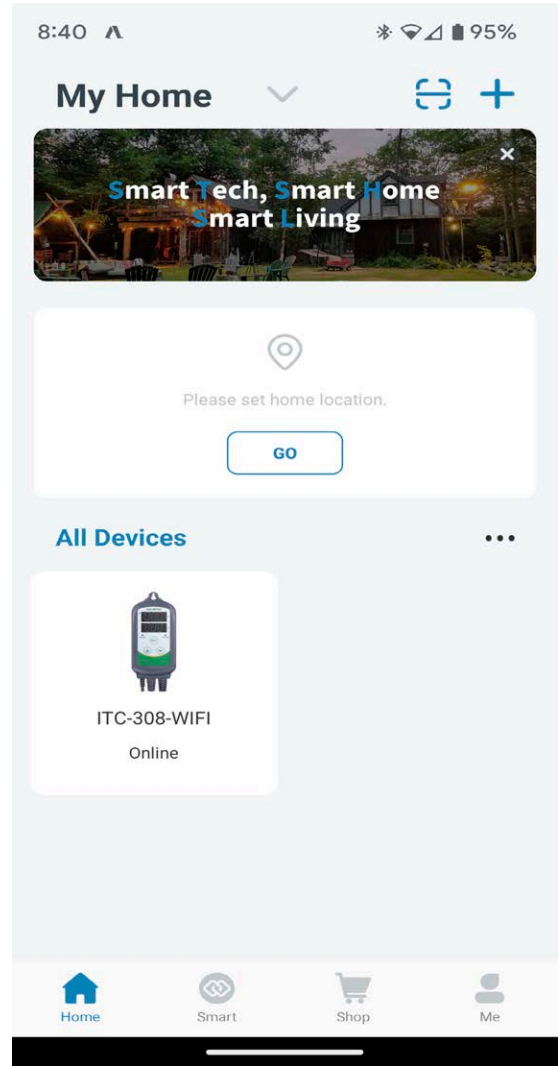 8:40
95%
My Home
Smart Tech, Smart Home
Smart Living
Please set home location.
GO
All Devices
ITC-308-WIFI
Online
Home
Smart
Shop
Me